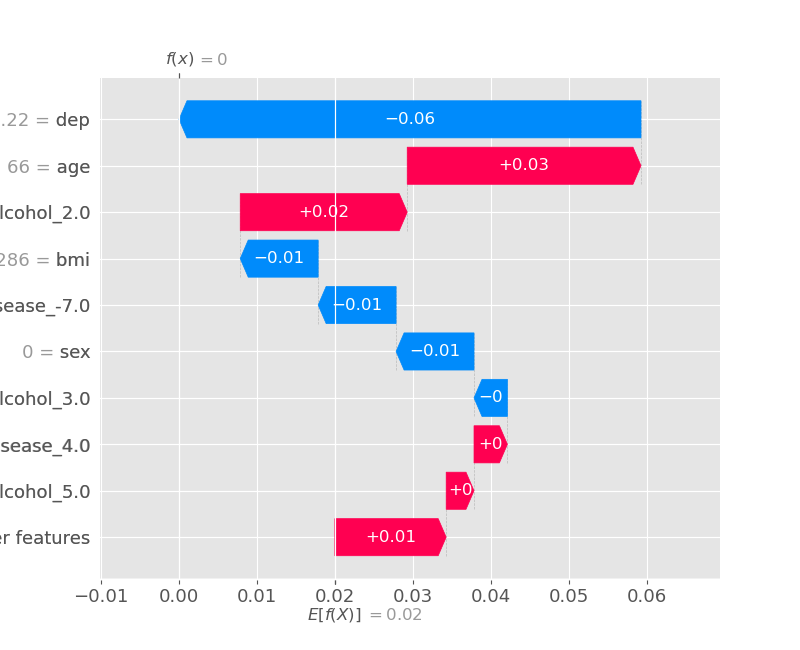 f(x) = 0
.22 = dep
−0.06
66 = age
+0.03
lcohol_2.0
+0.02
286 = bmi
−0.01
sease_-7.0
−0.01
0 = sex
−0.01
lcohol_3.0
−0
sease_4.0
+0
lcohol_5.0
+0
er features
+0.01
−0.01 0.00 0.01 0.02 0.03 0.04 0.05 0.06
E[f(X)] = 0.02